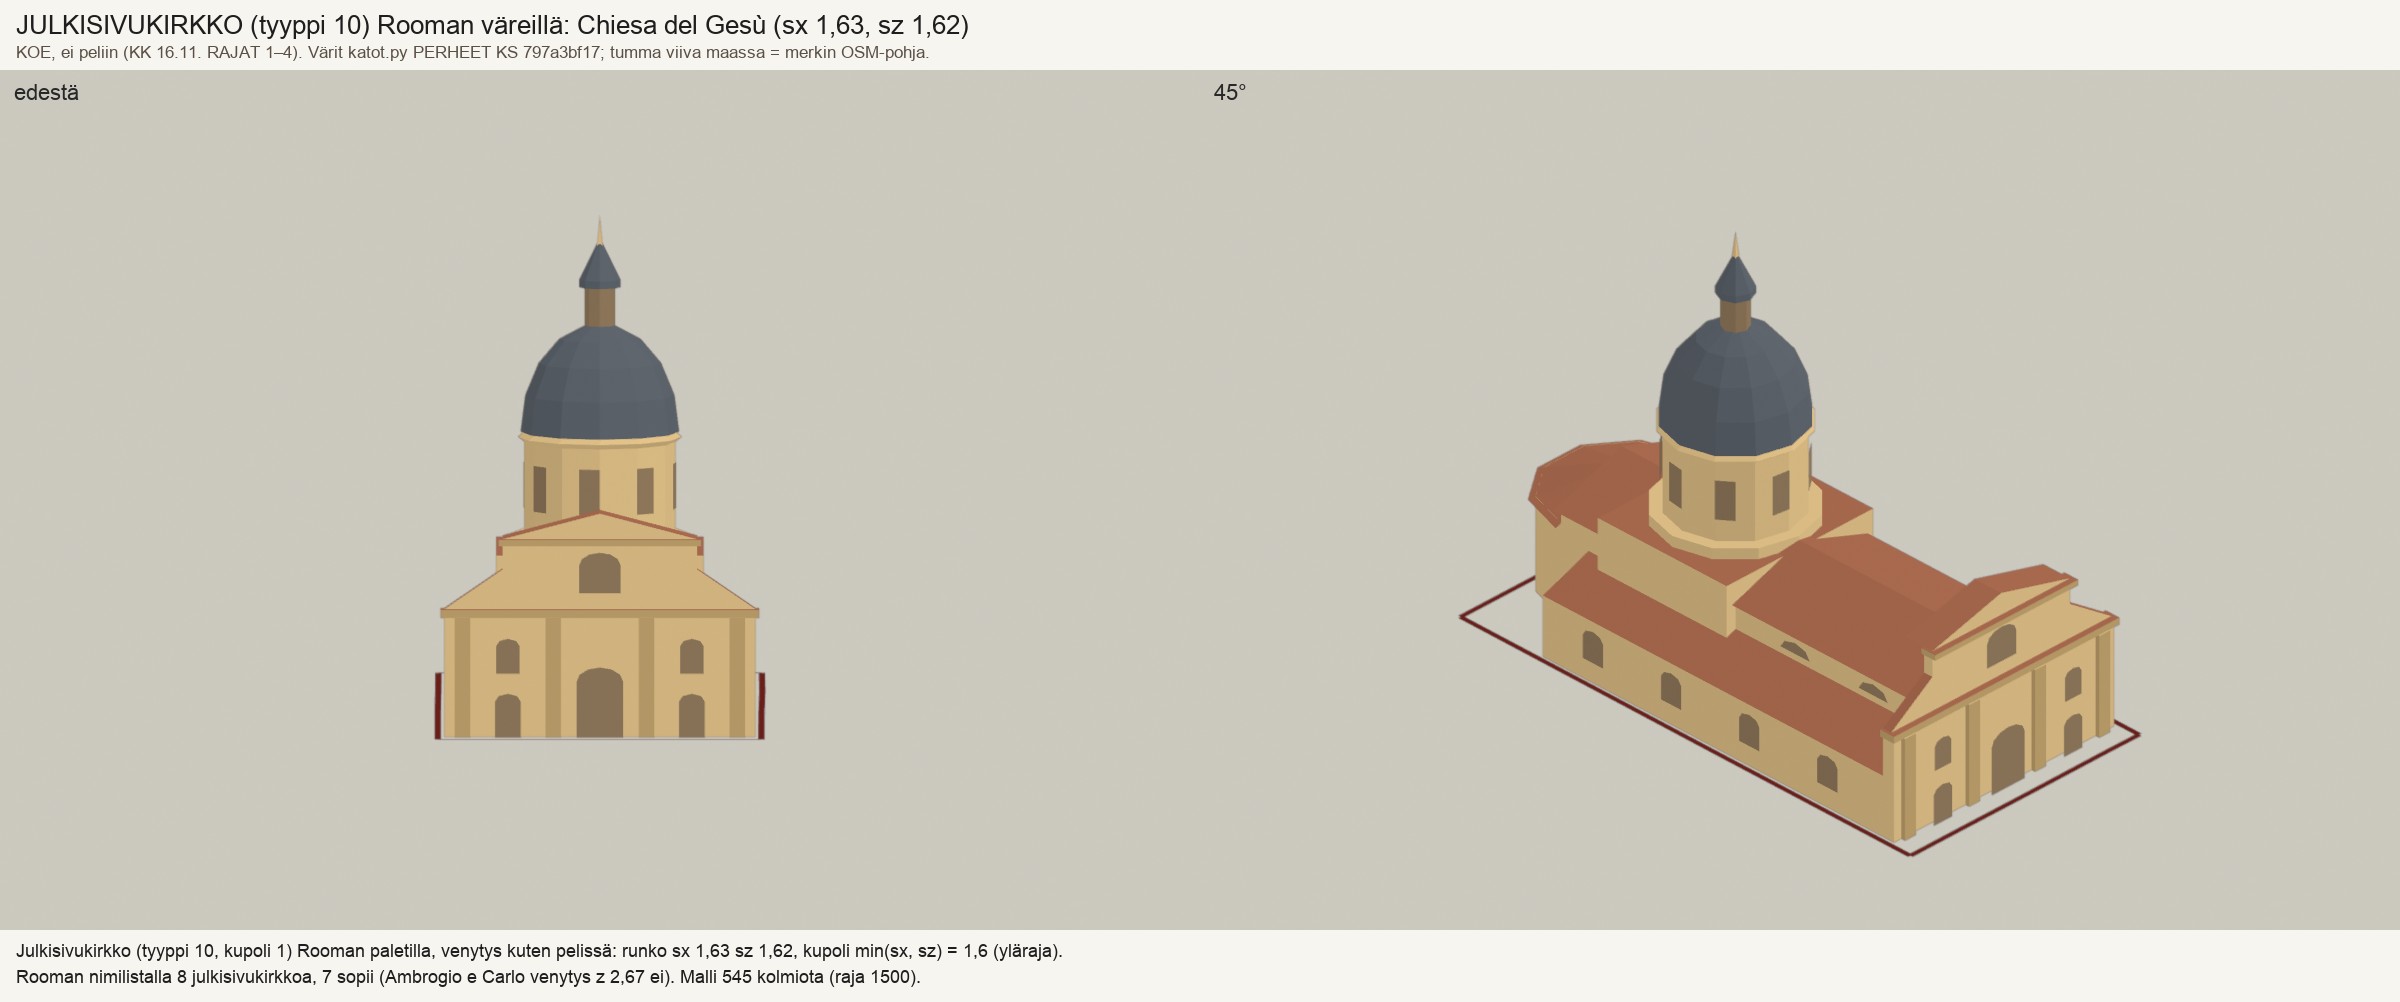 JULKISIVUKIRKKO (tyyppi 10) Rooman väreillä: Chiesa del Gesù (sx 1,63, sz 1,62)
KOE, ei peliin (KK 16.11. RAJAT 1–4). Värit katot.py PERHEET KS 797a3bf17; tumma viiva maassa = merkin OSM-pohja.
edestä
45°
Julkisivukirkko (tyyppi 10, kupoli 1) Rooman paletilla, venytys kuten pelissä: runko sx 1,63 sz 1,62, kupoli min(sx, sz) = 1,6 (yläraja).
Rooman nimilistalla 8 julkisivukirkkoa, 7 sopii (Ambrogio e Carlo venytys z 2,67 ei). Malli 545 kolmiota (raja 1500).